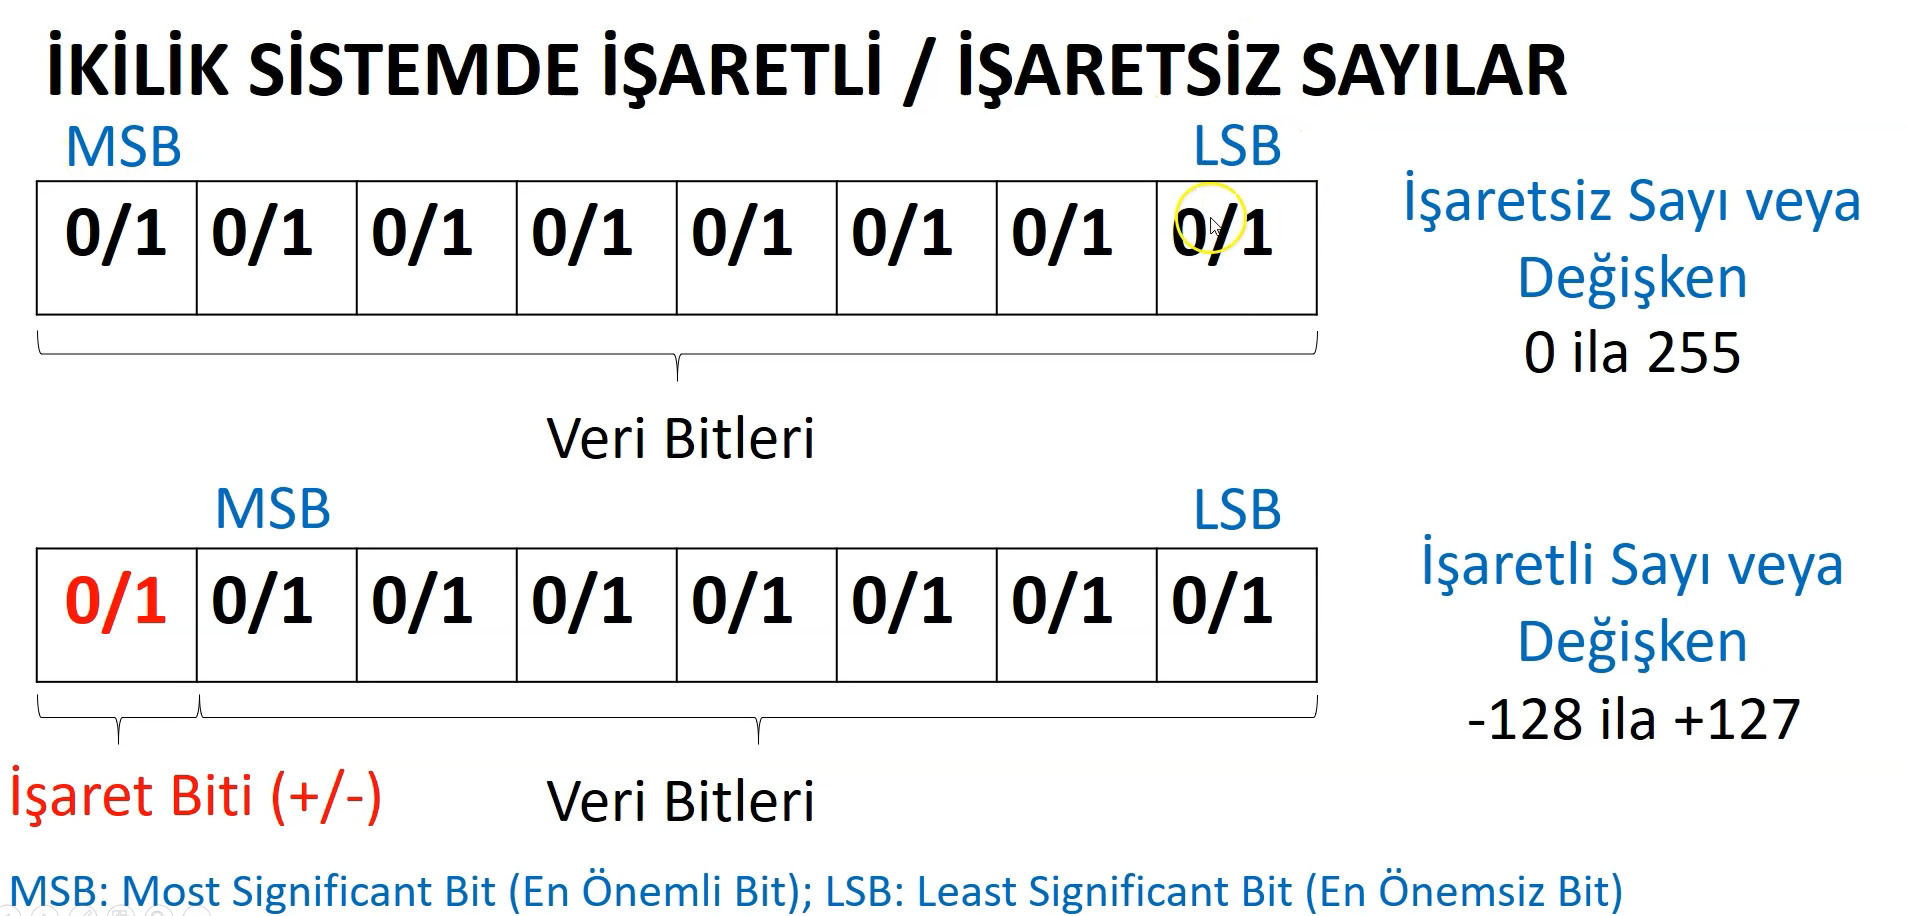 İKİLİK SİSTEMDE İŞARETLİ / İŞARETSİZ SAYILAR
MSB LSB
0/1 0/1 0/1 0/1 0/1 0/1 0/1 0/1
İşaretsiz Sayı veya
Değişken
0 ila 255
Veri Bitleri
MSB LSB
0/1 0/1 0/1 0/1 0/1 0/1 0/1 0/1
İşaretli Sayı veya
Değişken
-128 ila +127
İşaret Biti (+/-) Veri Bitleri
MSB: Most Significant Bit (En Önemli Bit); LSB: Least Significant Bit (En Önemsiz Bit)